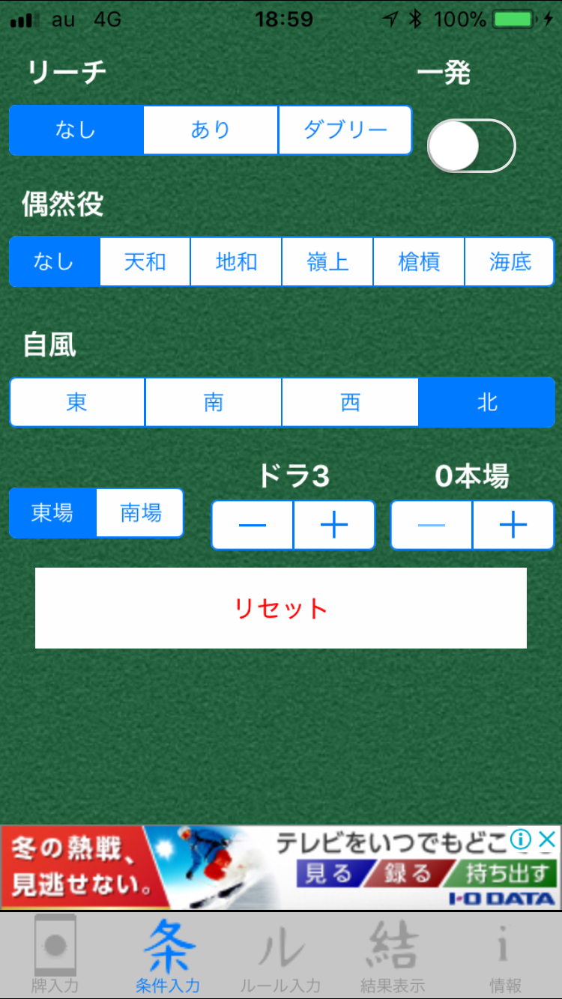 au 4G 18:59 100%
リーチ 一発
なし あり ダブリー
偶然役
なし 天和 地和 嶺上 槍槓 海底
自風
東 南 西 北
ドラ3 0本場
東場 南場 — + — +
リセット
冬の熱戦、
見逃せない。
テレビをいつでもどこ
見る 録る 持ち出す
I-O DATA
条 ル 結 i
牌入力 条件入力 ルール入力 結果表示 情報